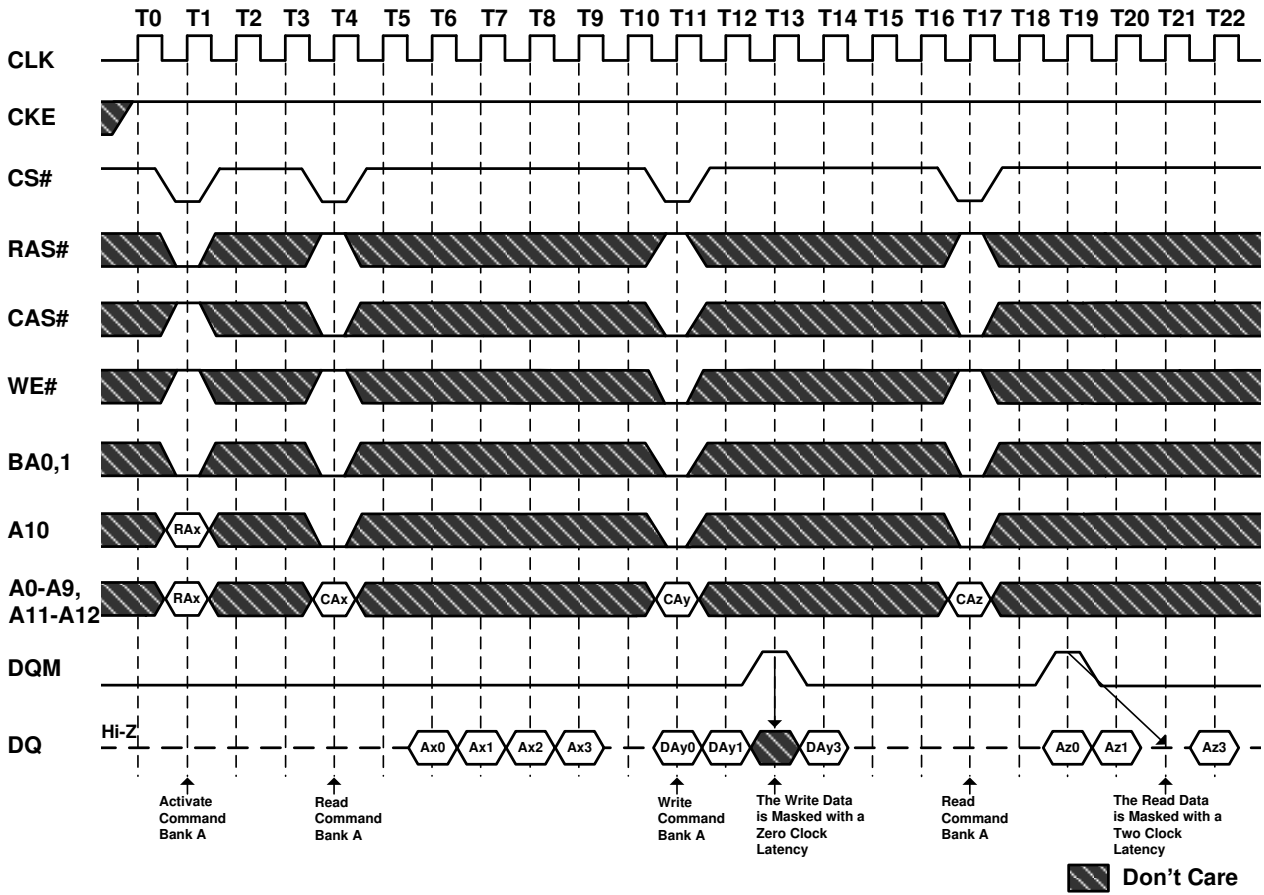 T0 T1 T2 T3 T4 T5 T6 T7 T8 T9 T10 T11 T12 T13 T14 T15 T16 T17 T18 T19 T20 T21 T22
CLK
CKE
CS#
RAS#
CAS#
WE#
BA0,1
A10
RAx
A0-A9,
A11-A12
RAx CAx CAy CAz
DQM
DQ
Hi-Z
Ax0 Ax1 Ax2 Ax3 DAy0 DAy1 DAy3 Az0 Az1 Az3
Activate
Command
Bank A
Read
Command
Bank A
Write
Command
Bank A
The Write Data
is Masked with a
Zero Clock
Latency
Read
Command
Bank A
The Read Data
is Masked with a
Two Clock
Latency
Don't Care